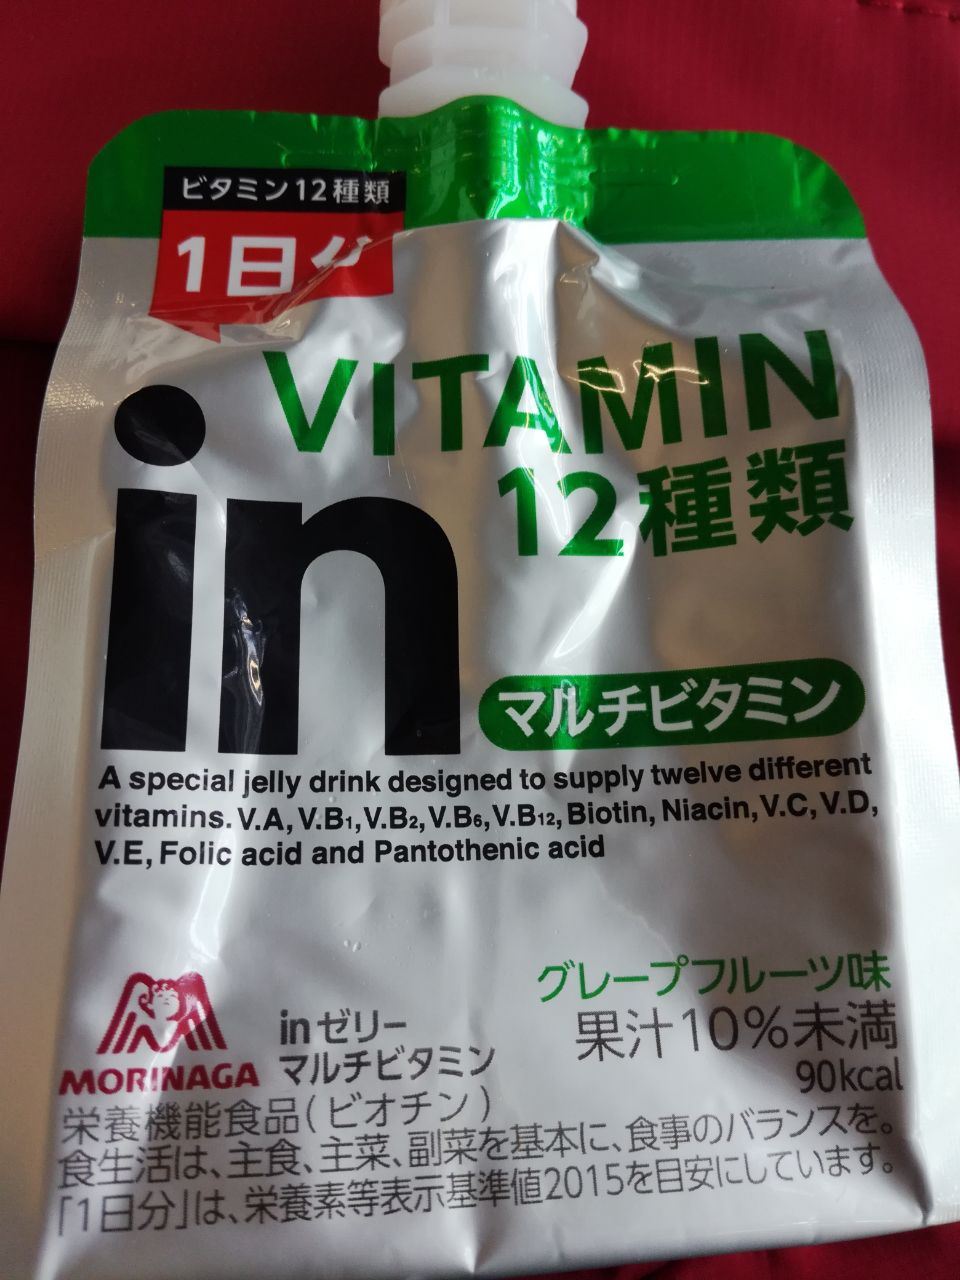 ビタミン12種類
1日分
VITAMIN
12種類
in
マルチビタミン
A special jelly drink designed to supply twelve different
vitamins. V.A, V.B1, V.B2, V.B6, V.B12, Biotin, Niacin, V.C, V.D,
V.E, Folic acid and Pantothenic acid
グレープフルーツ味
果汁10%未満
90kcal
MORINAGA
inゼリー
マルチビタミン
栄養機能食品(ビオチン)
食生活は、主食、主菜、副菜を基本に、食事のバランスを。
「1日分」は、栄養素等表示基準値2015を目安にしています。